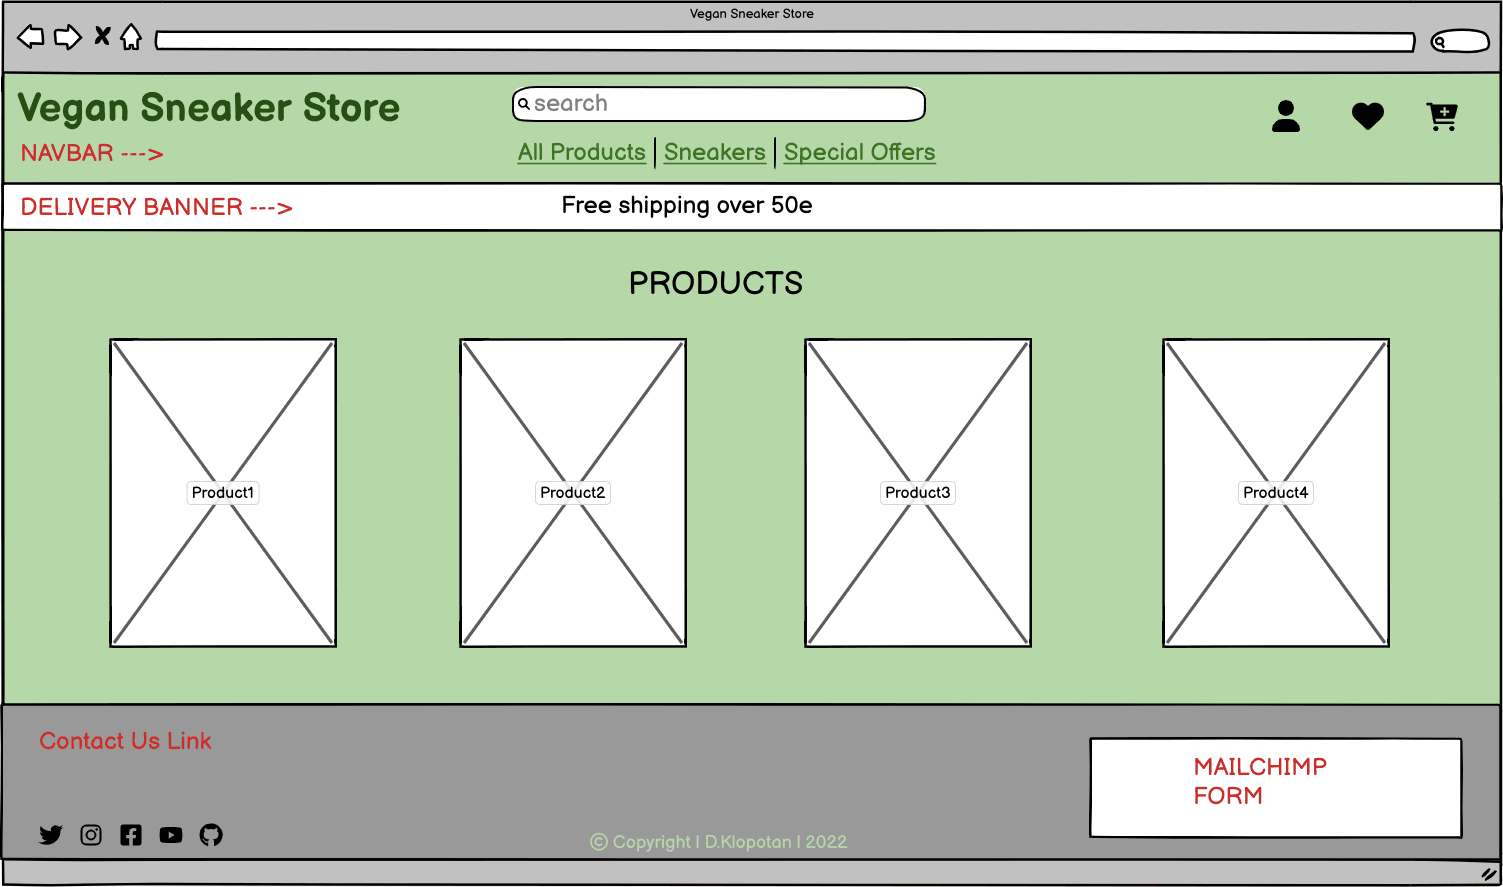 Vegan Sneaker Store
Vegan Sneaker Store
search
NAVBAR --->
All Products | Sneakers | Special Offers
DELIVERY BANNER --->
Free shipping over 50e
PRODUCTS
Product1
Product2
Product3
Product4
Contact Us Link
MAILCHIMP
FORM
© Copyright | D.Klopotan | 2022